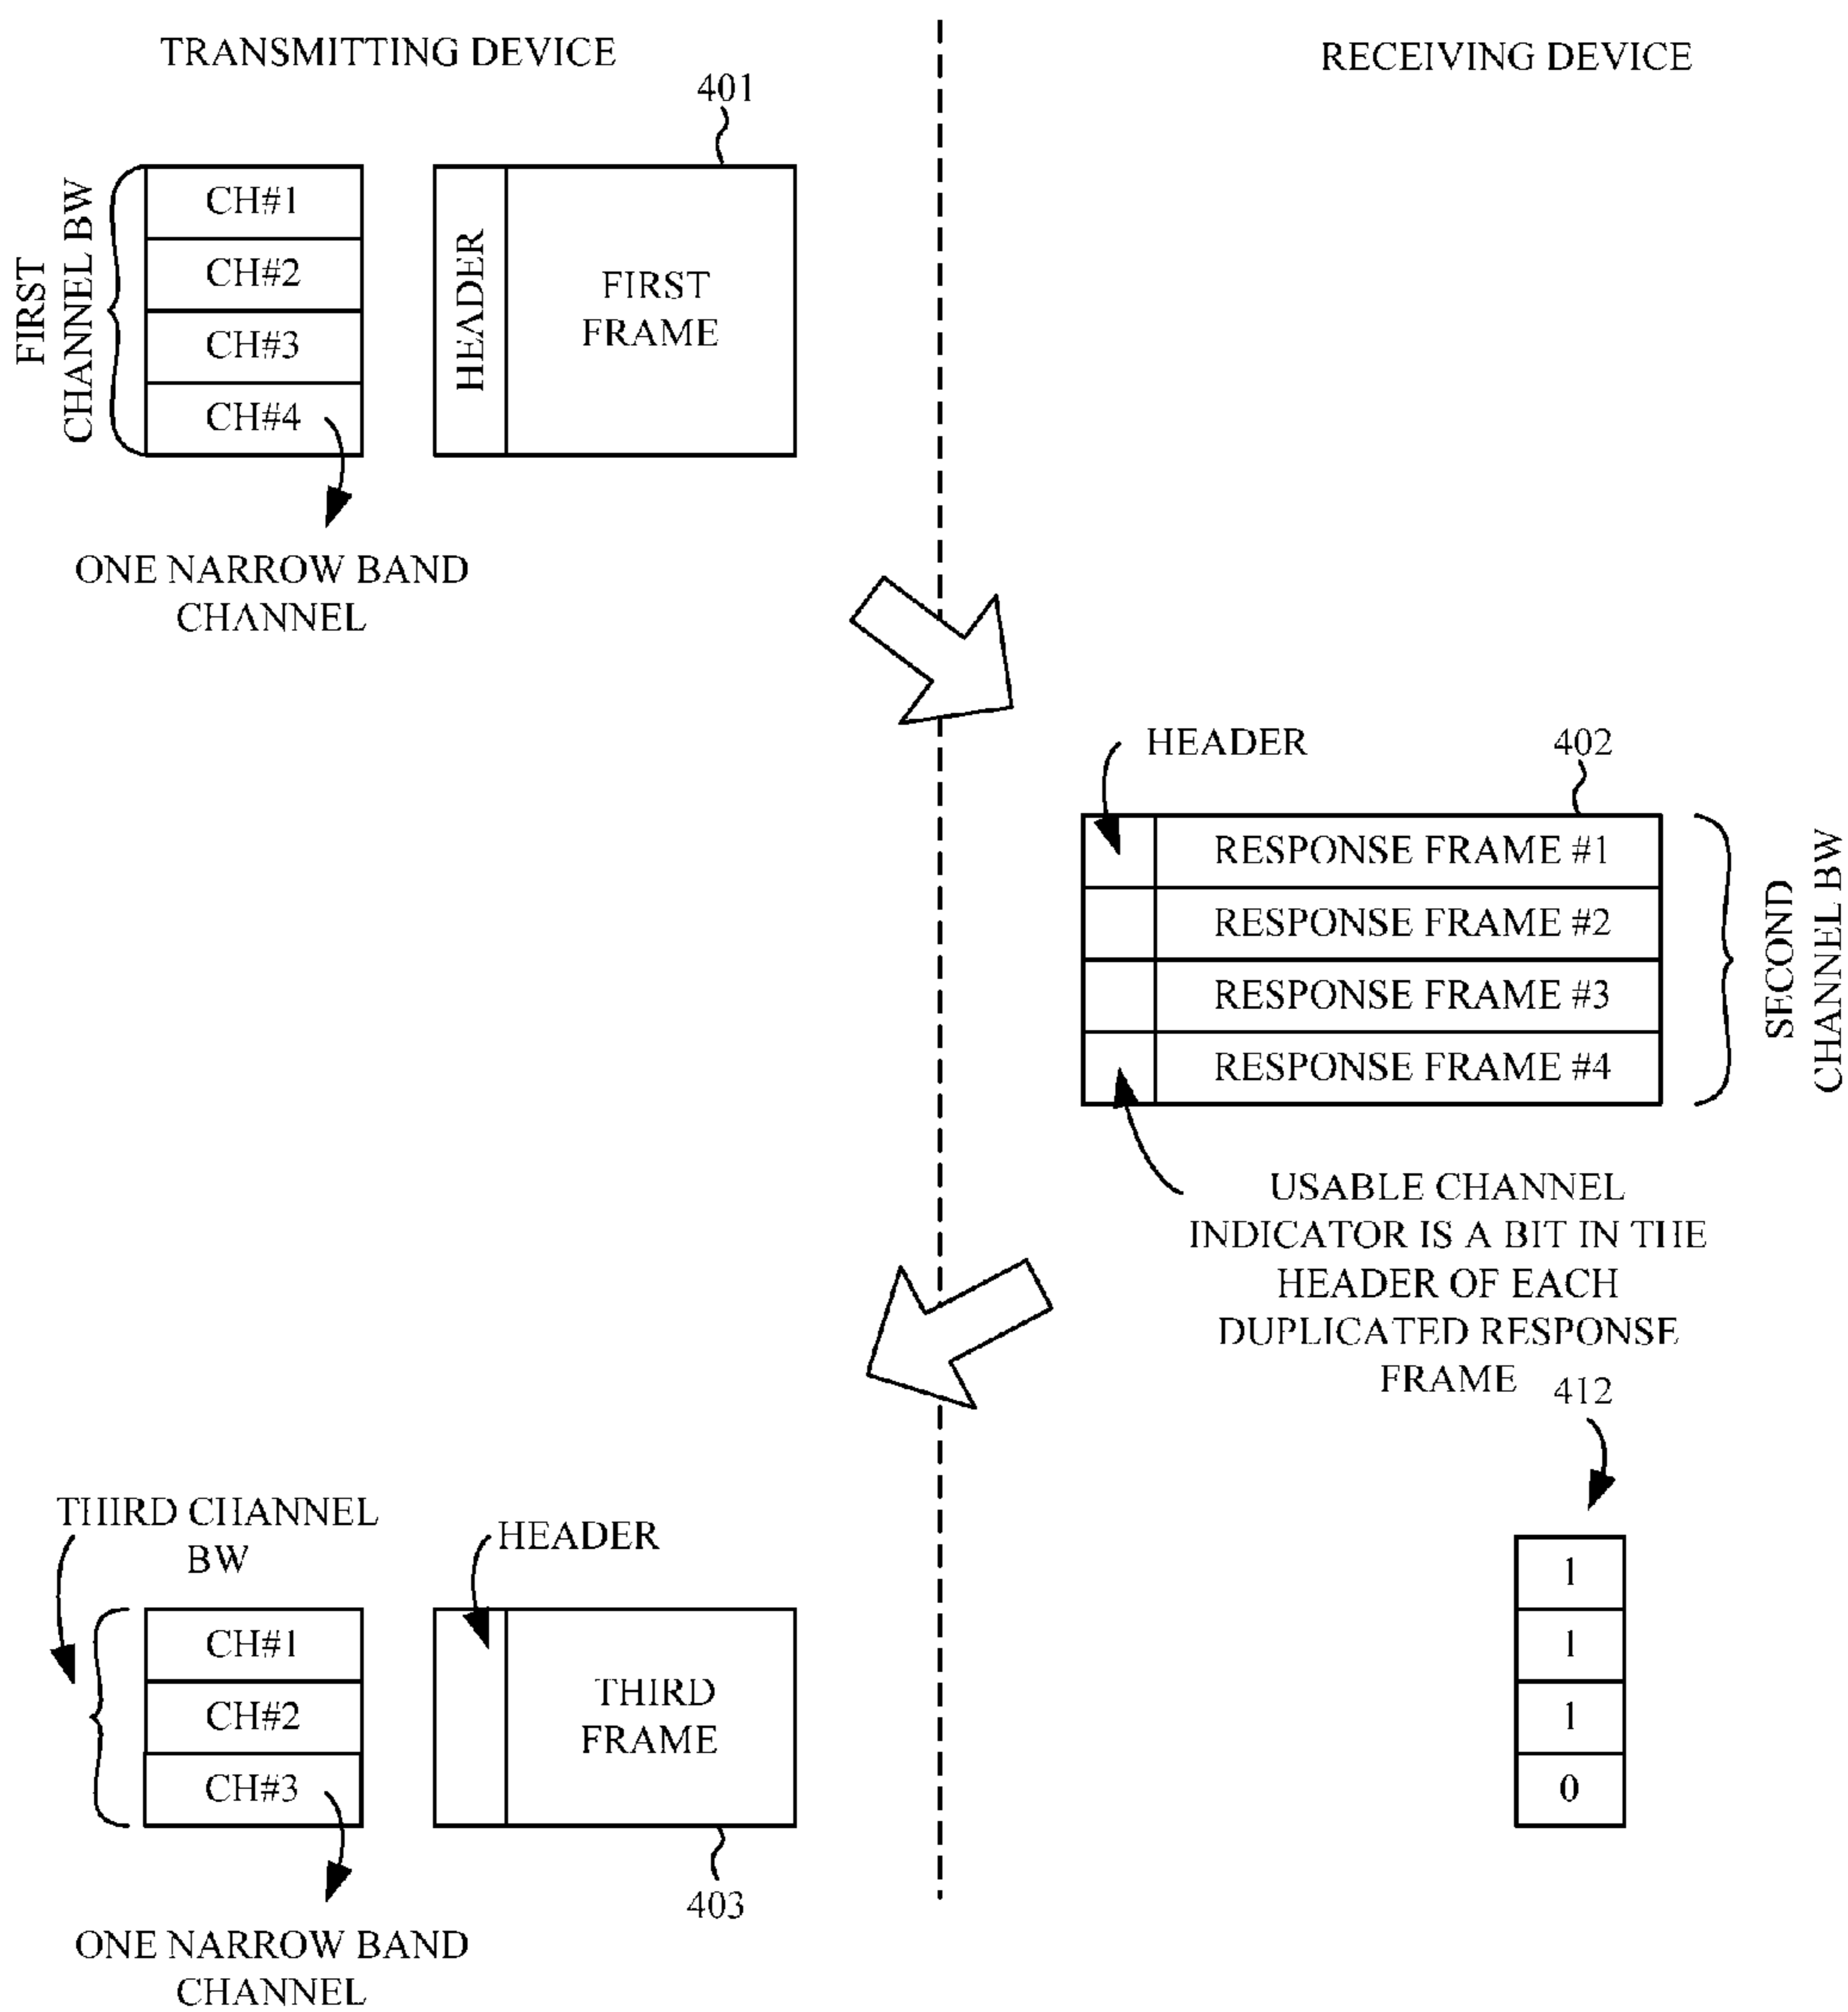 TRANSMITTING DEVICE
RECEIVING DEVICE
401
FIRST
CHANNEL BW
CH#1
CH#2
CH#3
CH#4
HEADER
FIRST
FRAME
ONE NARROW BAND
CHANNEL
HEADER
402
RESPONSE FRAME #1
RESPONSE FRAME #2
RESPONSE FRAME #3
RESPONSE FRAME #4
SECOND
CHANNEL BW
USABLE CHANNEL
INDICATOR IS A BIT IN THE
HEADER OF EACH
DUPLICATED RESPONSE
FRAME
412
1
1
1
0
THIRD CHANNEL
BW
HEADER
CH#1
CH#2
CH#3
THIRD
FRAME
403
ONE NARROW BAND
CHANNEL